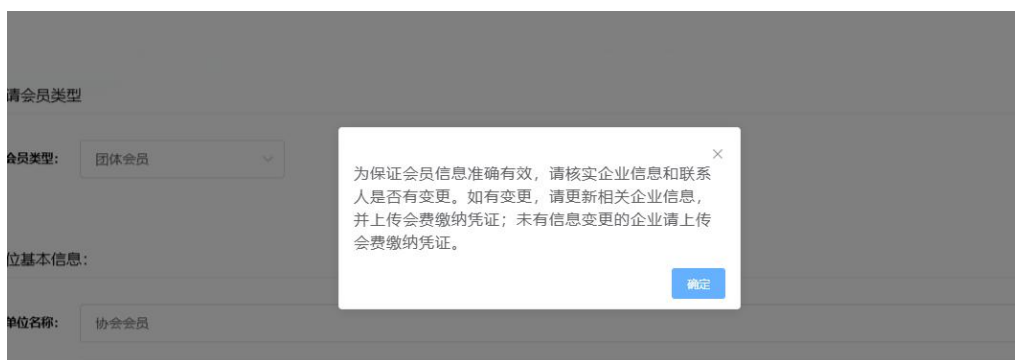 请会员类型
会员类型：
团体会员
为保证会员信息准确有效，请核实企业信息和联系
人是否有变更。如有变更，请更新相关企业信息，
并上传会费缴纳凭证；未有信息变更的企业请上传
会费缴纳凭证。
确定
位基本信息：
单位名称：
协会会员